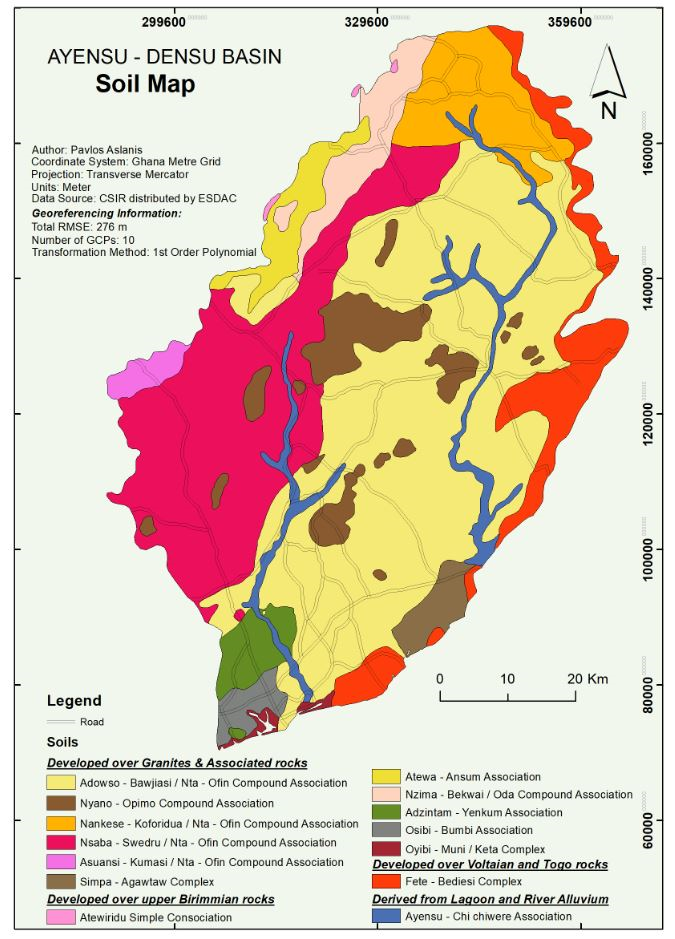 299600 329600 359600
AYENSU - DENSU BASIN
Soil Map
N
Author: Pavlos Aslanis
Coordinate System: Ghana Metre Grid
Projection: Transverse Mercator
Units: Meter
Data Source: CSIR distributed by ESDAC
Georeferencing Information:
Total RMSE: 276 m
Number of GCPs: 10
Transformation Method: 1st Order Polynomial
160000
140000
120000
100000
80000
60000
0 10 20 Km
Legend
Road
Soils
Developed over Granites & Associated rocks
Adowso - Bawjiasi / Nta - Ofin Compound Association
Nyano - Opimo Compound Association
Nankese - Koforidua / Nta - Ofin Compound Association
Nsaba - Swedru / Nta - Ofin Compound Association
Asuansi - Kumasi / Nta - Ofin Compound Association
Simpa - Agawtaw Complex
Developed over upper Birimmian rocks
Atewiridu Simple Consociation
Atewa - Ansum Association
Nzima - Bekwai / Oda Compound Association
Adzintam - Yenkum Association
Osibi - Bumbi Association
Oyibi - Muni / Keta Complex
Developed over Voltaian and Togo rocks
Fete - Bediesi Complex
Derived from Lagoon and River Alluvium
Ayensu - Chi chiwere Association